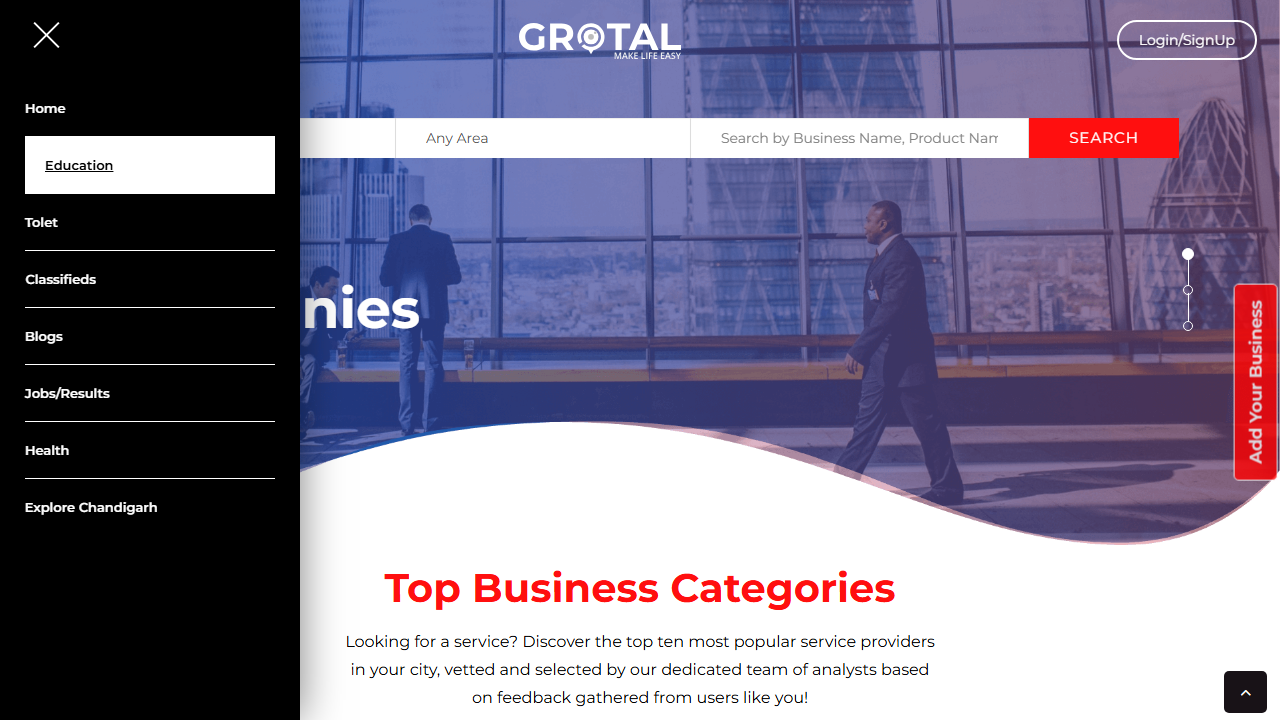 GROTAL
MAKE LIFE EASY
Login/SignUp
Home
Education
Tolet
Classifieds
Blogs
Jobs/Results
Health
Explore Chandigarh
Any Area
Search by Business Name, Product Nam
SEARCH
nies
Add Your Business
Top Business Categories
Looking for a service? Discover the top ten most popular service providers
in your city, vetted and selected by our dedicated team of analysts based
on feedback gathered from users like you!